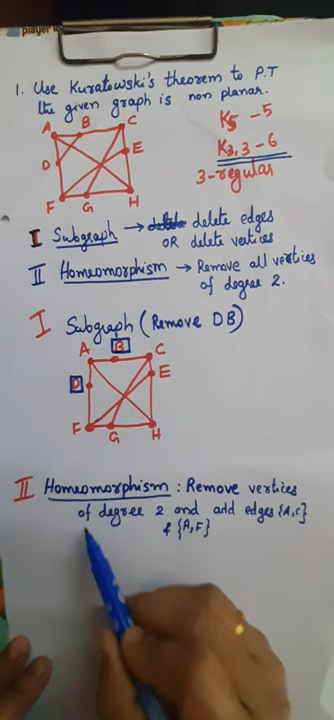 player
1. Use Kuratowski's theorem to P.T
the given graph is non planar.
K5 - 5
K3,3 - 6
3-regular
A B C
D E
F G H
I Subgraph → delete edges
OR delete vertices
II Homeomorphism → Remove all vertices
of degree 2.
I Subgraph (Remove DB)
A B C
D E
F G H
II Homeomorphism : Remove vertices
of degree 2 and add edges {A,C}
& {A,F}